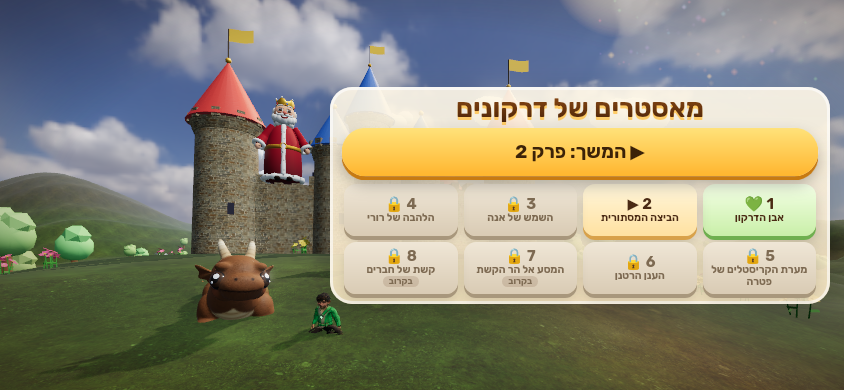 מאסטרים של דרקונים
▶ המשך: פרק 2
💚 1
אבן הדרקון
▶ 2
הביצה המסתורית
🔒 3
השמש של אנה
🔒 4
הלהבה של רורי
🔒 5
מערת הקריסטלים של
פטרה
🔒 6
הענן הרטנן
🔒 7
המסע אל הר הקשת
בקרוב
🔒 8
קשת של חברים
בקרוב